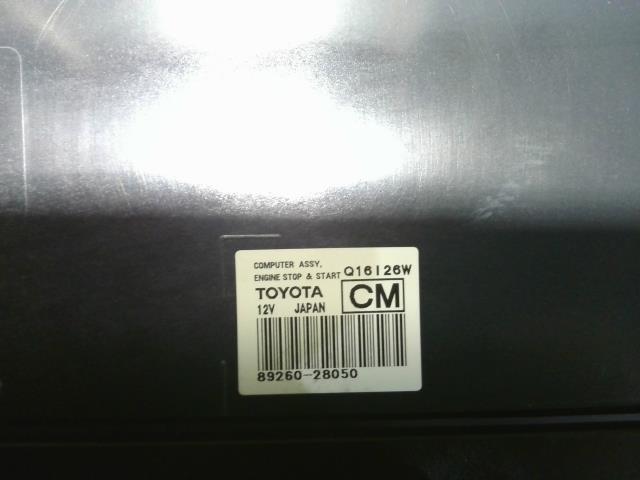 COMPUTER ASSY,
ENGINE STOP & START Q16126W
TOYOTA CM
12V JAPAN
89260-28050